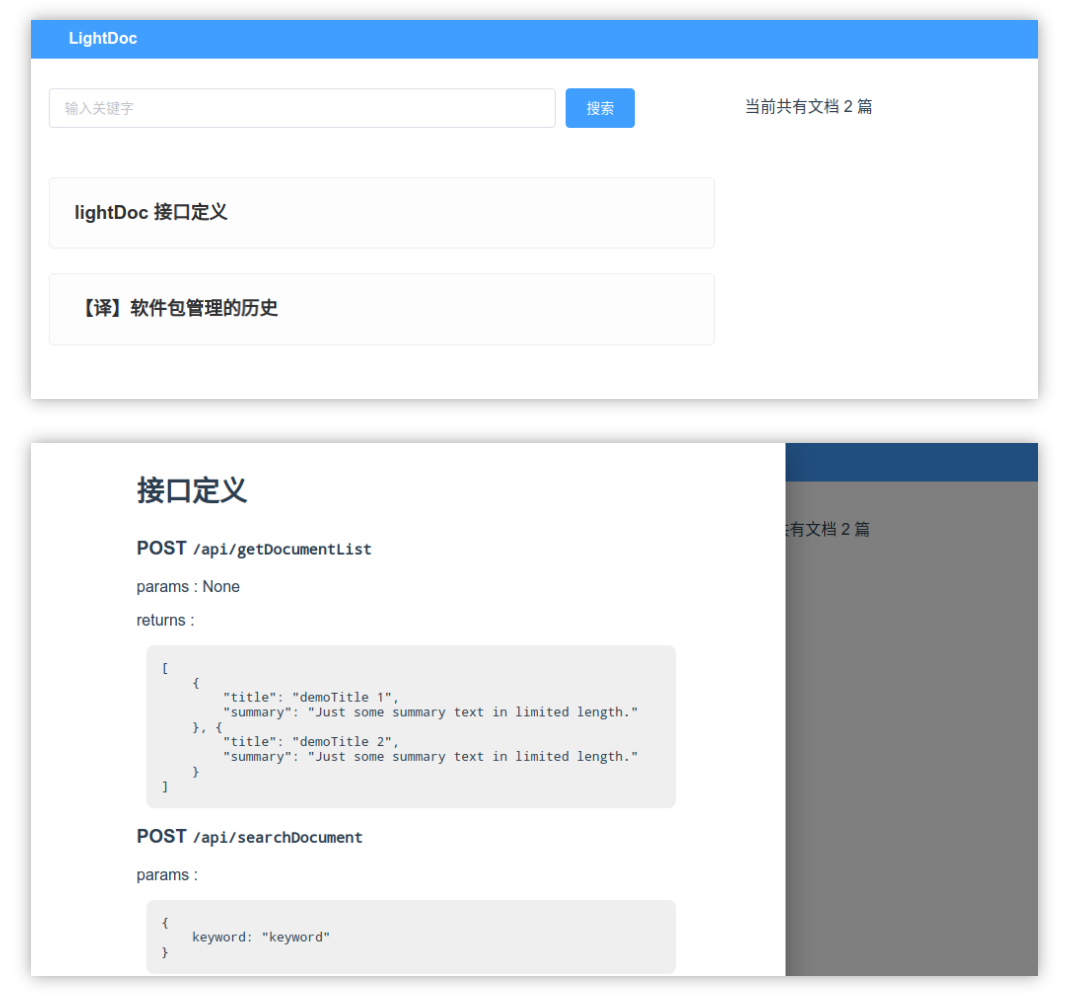 LightDoc
输入关键字
搜索
当前共有文档 2 篇
lightDoc 接口定义
【译】软件包管理的历史
接口定义
有文档 2 篇
POST /api/getDocumentList
params : None
returns :
[
    {
        "title": "demoTitle 1",
        "summary": "Just some summary text in limited length."
    }, {
        "title": "demoTitle 2",
        "summary": "Just some summary text in limited length."
    }
]
POST /api/searchDocument
params :
{
    keyword: "keyword"
}